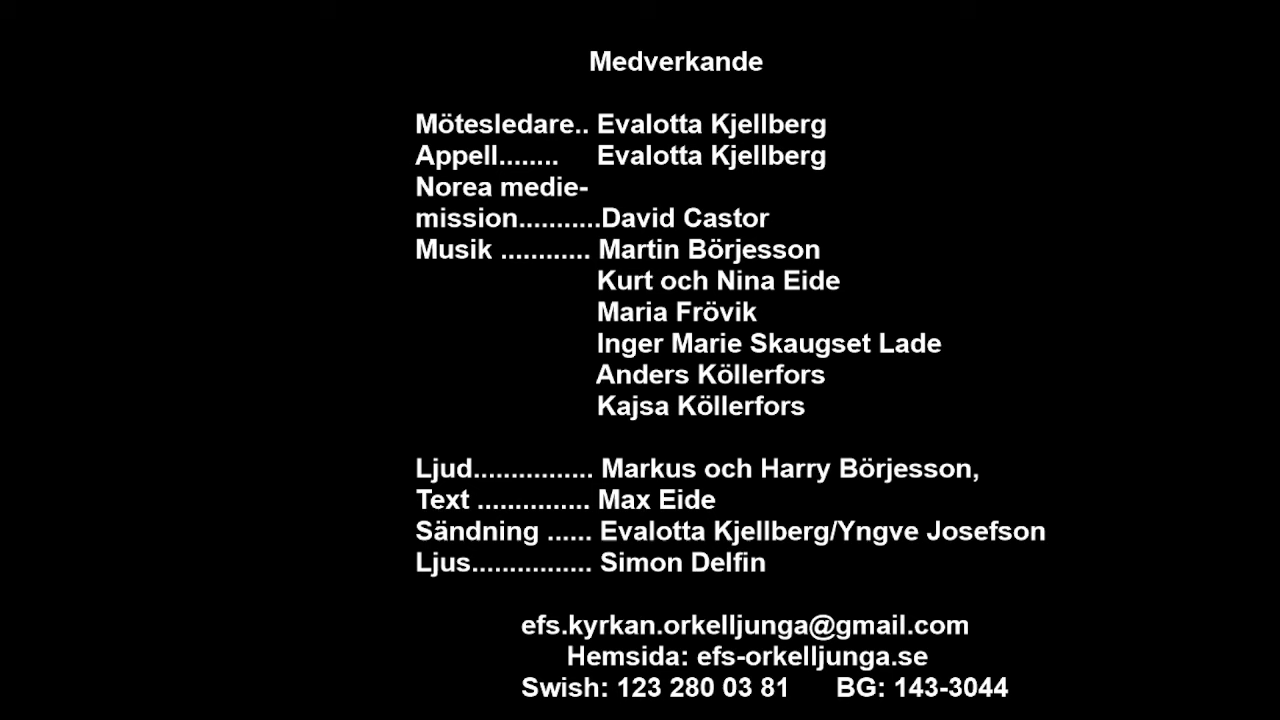 Medverkande
Mötesledare.. Evalotta Kjellberg
Appell........ Evalotta Kjellberg
Norea medie-
mission...........David Castor
Musik ............ Martin Börjesson
Kurt och Nina Eide
Maria Frövik
Inger Marie Skaugset Lade
Anders Köllerfors
Kajsa Köllerfors
Ljud................ Markus och Harry Börjesson,
Text ............... Max Eide
Sändning ...... Evalotta Kjellberg/Yngve Josefson
Ljus................ Simon Delfin
efs.kyrkan.orkelljunga@gmail.com
Hemsida: efs-orkelljunga.se
Swish: 123 280 03 81 BG: 143-3044